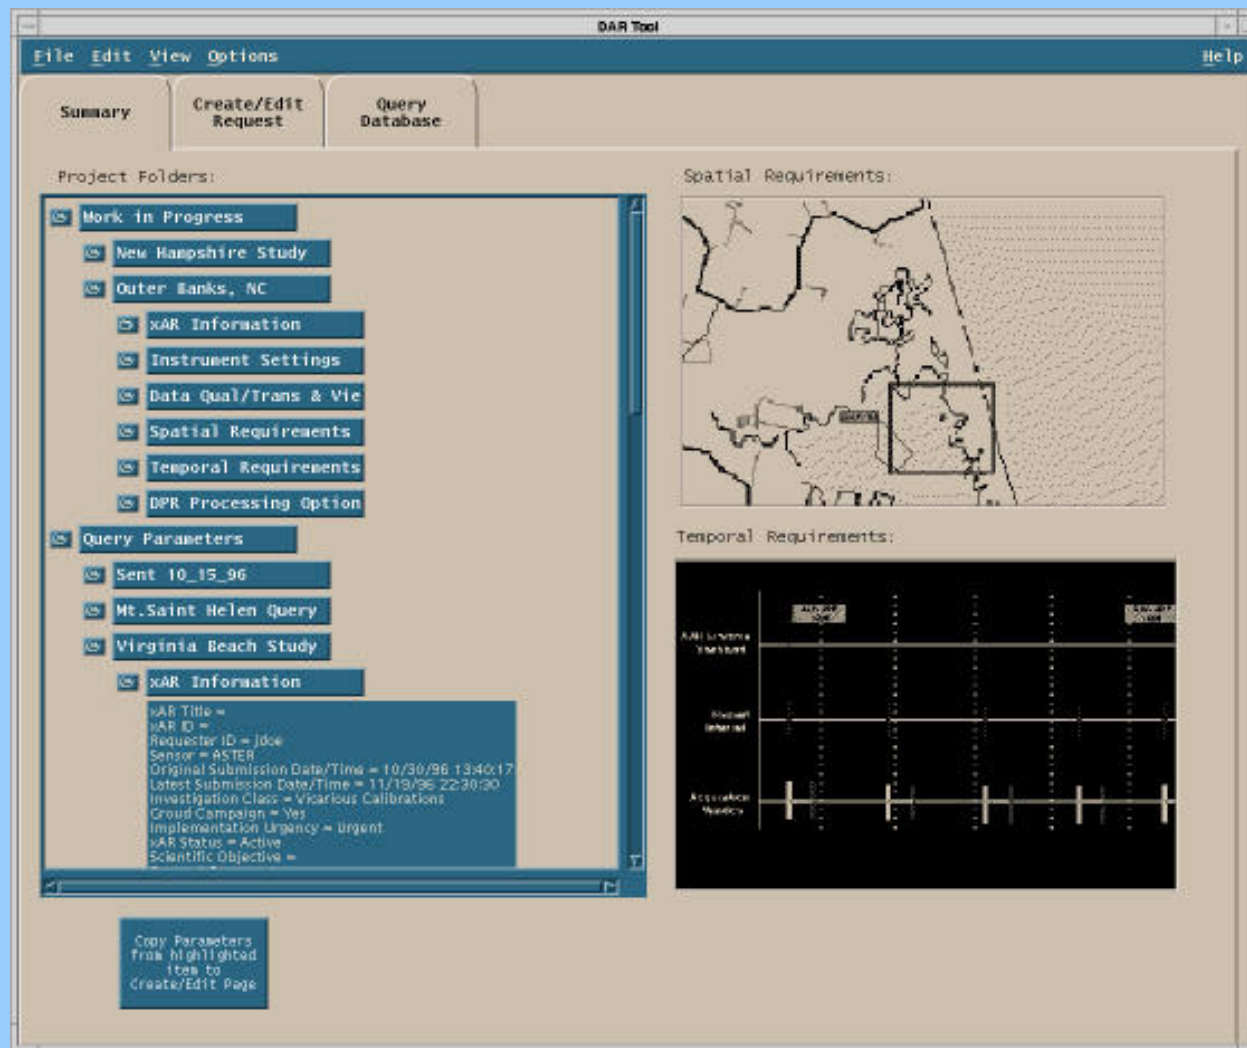 DAR Tool
File Edit View Options Help
Summary
Create/Edit
Request
Query
Database
Project Folders:
Work in Progress
New Hampshire Study
Outer Banks, NC
xAR Information
Instrument Settings
Data Qual/Trans & Vie
Spatial Requirements
Temporal Requirements
DPR Processing Option
Query Parameters
Sent 10_15_96
Mt.Saint Helen Query
Virginia Beach Study
xAR Information
xAR Title =
xAR ID =
Requester ID = jdoe
Sensor = ASTER
Original Submission Date/Time = 10/30/96 13:40:17
Latest Submission Date/Time = 11/19/96 22:30:30
Investigation Class = Vicarious Calibrations
Groud Campaign = Yes
Implementation Urgency = Urgent
xAR Status = Active
Scientific Objective =
Copy Parameters
from highlighted
item to
Create/Edit Page
Spatial Requirements:
Temporal Requirements:
Acquisition